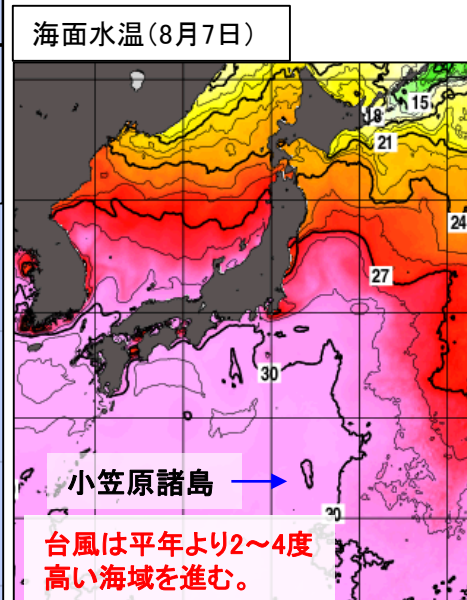 海面水温(8月7日)
15
18
21
24
27
30
小笠原諸島
30
台風は平年より2～4度
高い海域を進む。